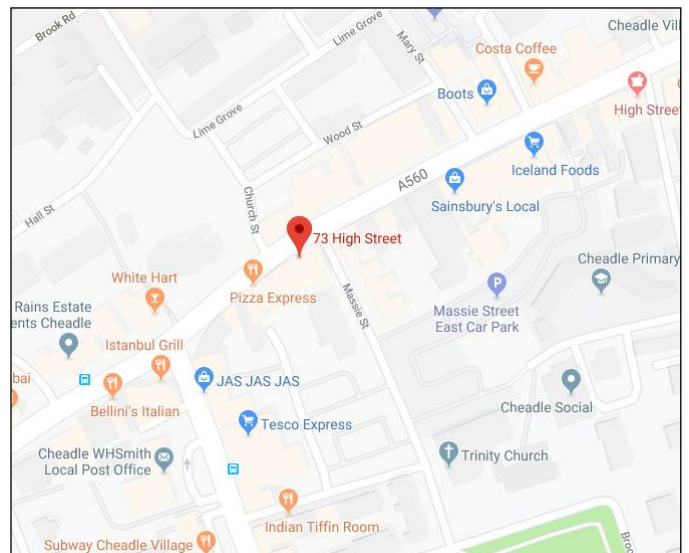 Brook Rd
Lime Grove
Mary St
Cheadle Vil
Costa Coffee
Boots
High Stree
Lime Grove
Wood St
A560
Iceland Foods
Sainsbury's Local
Hall St
Church St
73 High Street
White Hart
Pizza Express
Massie St
Cheadle Primary
Rains Estate
ents Cheadle
P
Massie Street
East Car Park
Istanbul Grill
bai
JAS JAS JAS
Bellini's Italian
Cheadle Social
Tesco Express
Cheadle WHSmith
Local Post Office
Trinity Church
Indian Tiffin Room
Subway Cheadle Village
Broo